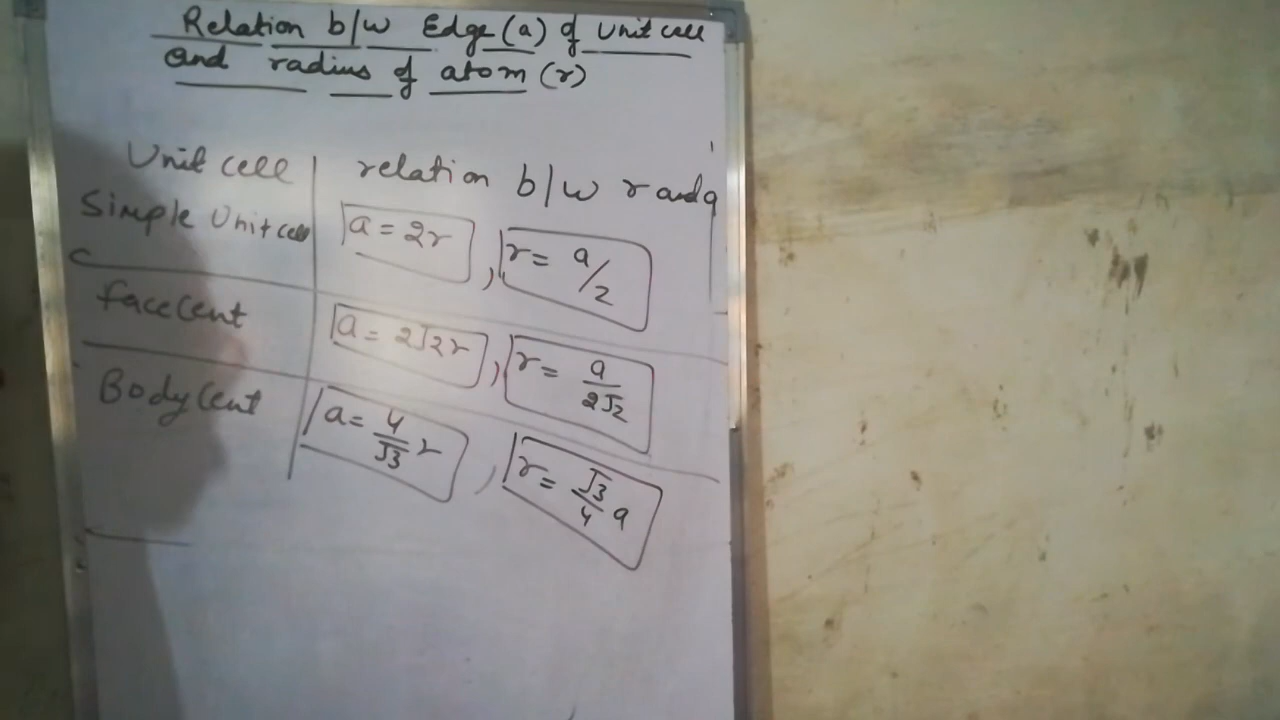 Relation b/w Edge (a) of Unit cell
and radius of atom (r)
Unit cell relation b/w r and a
Simple Unit cell a = 2r , r = a/2
Face Cent a = 2√2 r , r = a/2√2
Body Cent a = 4/√3 r , r = √3/4 a